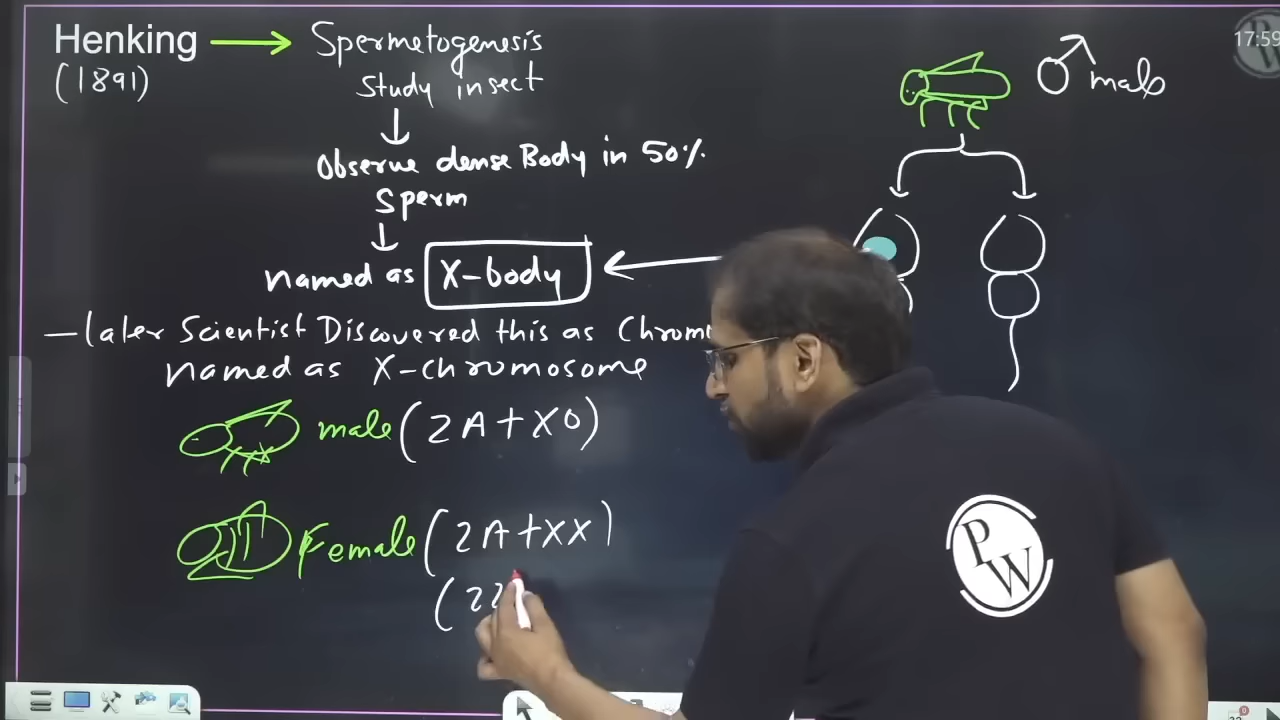 Henking → Spermetogenesis
(1891)
Study insect
↓
Observe dense Body in 50%
Sperm
↓
named as X-body
- later Scientist Discovered this as
named as X-chromosome
male (2A+XO)
Female (2A+XX)
(22
♂ male
17:59
PW